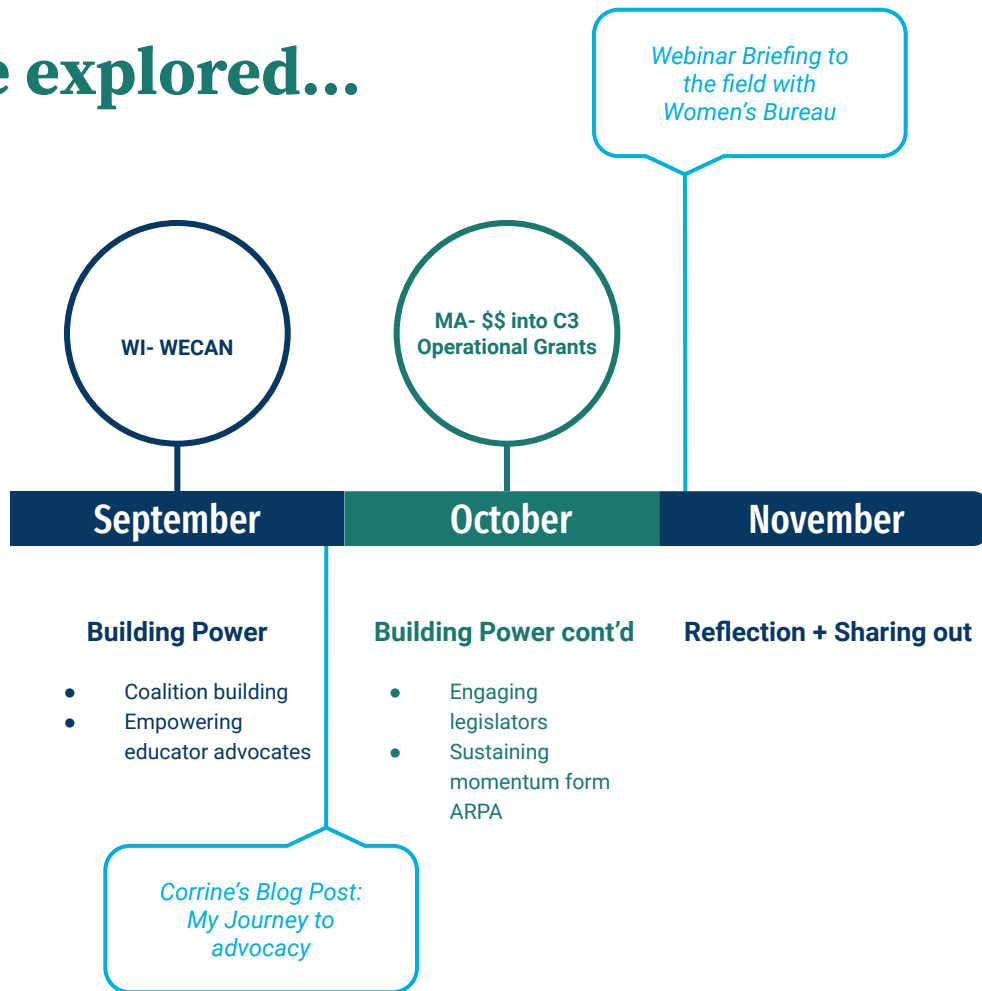 e explored...
Webinar Briefing to
the field with
Women's Bureau
WI- WECAN
MA- $$ into C3
Operational Grants
September
October
November
Building Power
● Coalition building
● Empowering
educator advocates
Building Power cont'd
● Engaging
legislators
● Sustaining
momentum form
ARPA
Reflection + Sharing out
Corrine's Blog Post:
My Journey to
advocacy